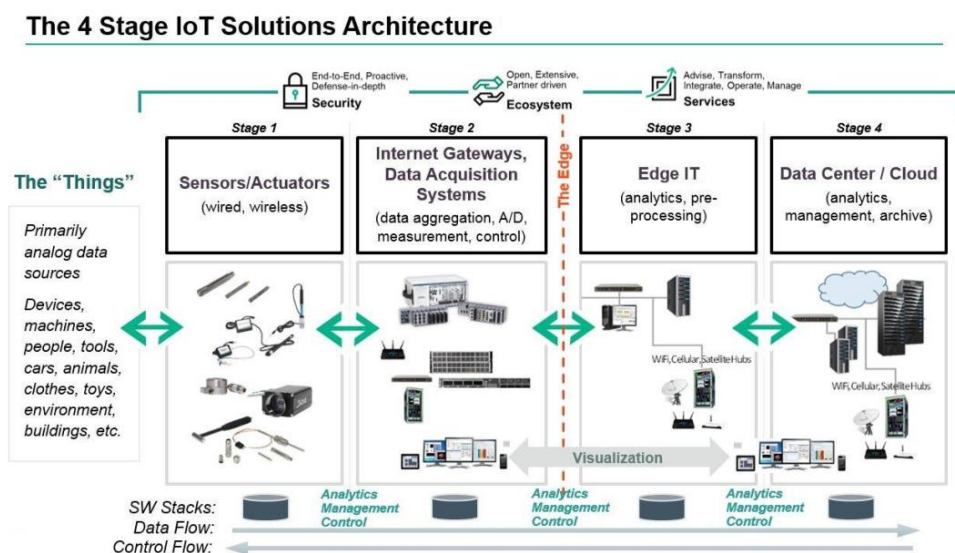 The 4 Stage IoT Solutions Architecture
End-to-End, Proactive,
Defense-in-depth
Security
Open, Extensive,
Partner driven
Ecosystem
Advise, Transform,
Integrate, Operate, Manage
Services
The “Things”
Primarily
analog data
sources
Devices,
machines,
people, tools,
cars, animals,
clothes, toys,
environment,
buildings, etc.
Stage 1
Sensors/Actuators
(wired, wireless)
Stage 2
Internet Gateways,
Data Acquisition
Systems
(data aggregation, A/D,
measurement, control)
The Edge
Stage 3
Edge IT
(analytics, pre-
processing)
Stage 4
Data Center / Cloud
(analytics,
management, archive)
WiFi, Cellular, Satellite Hubs
WiFi, Cellular, Satellite Hubs
Visualization
SW Stacks:
Analytics
Management
Control
Analytics
Management
Control
Analytics
Management
Control
Data Flow:
Control Flow: